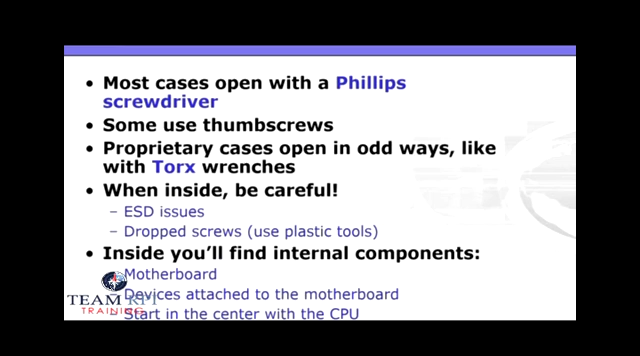 • Most cases open with a Phillips
screwdriver
• Some use thumbscrews
• Proprietary cases open in odd ways, like
with Torx wrenches
• When inside, be careful!
– ESD issues
– Dropped screws (use plastic tools)
• Inside you'll find internal components:
Motherboard
Devices attached to the motherboard
– Start in the center with the CPU
TEAM KPI
TRAINING